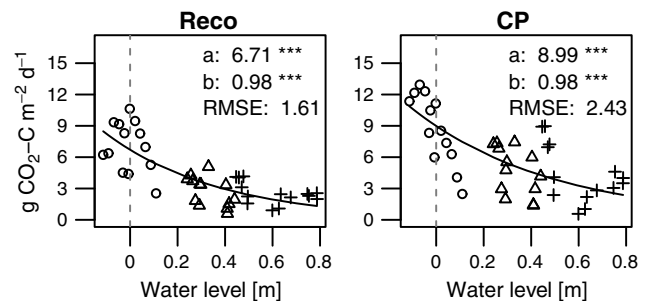 Reco
CP
g CO₂–C m⁻² d⁻¹
15
12
9
6
3
0
a: 6.71 ***
b: 0.98 ***
RMSE: 1.61
0
0.2
0.4
0.6
0.8
Water level [m]
15
12
9
6
3
0
a: 8.99 ***
b: 0.98 ***
RMSE: 2.43
0
0.2
0.4
0.6
0.8
Water level [m]